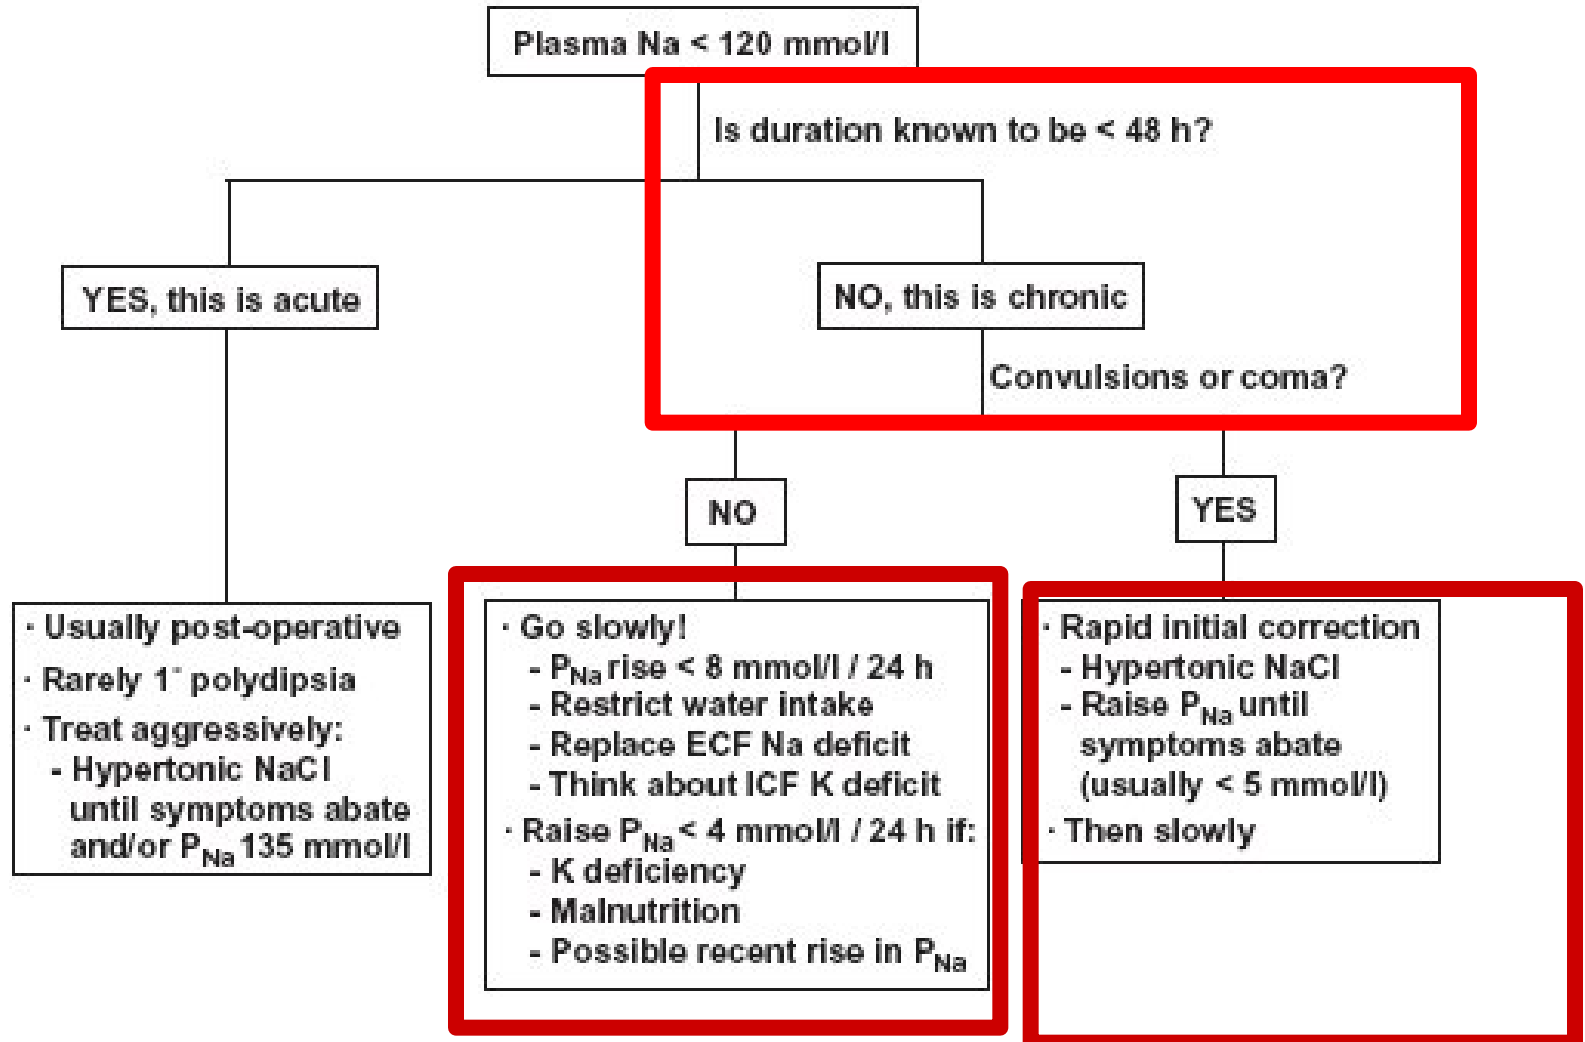 Plasma Na < 120 mmol/l
Is duration known to be < 48 h?
YES, this is acute
NO, this is chronic
Convulsions or coma?
NO
YES
· Usually post-operative
· Rarely 1° polydipsia
· Treat aggressively:
- Hypertonic NaCl
until symptoms abate
and/or PNa 135 mmol/l
· Go slowly!
- PNa rise < 8 mmol/l / 24 h
- Restrict water intake
- Replace ECF Na deficit
- Think about ICF K deficit
· Raise PNa < 4 mmol/l / 24 h if:
- K deficiency
- Malnutrition
- Possible recent rise in PNa
· Rapid initial correction
- Hypertonic NaCl
- Raise PNa until
symptoms abate
(usually < 5 mmol/l)
· Then slowly